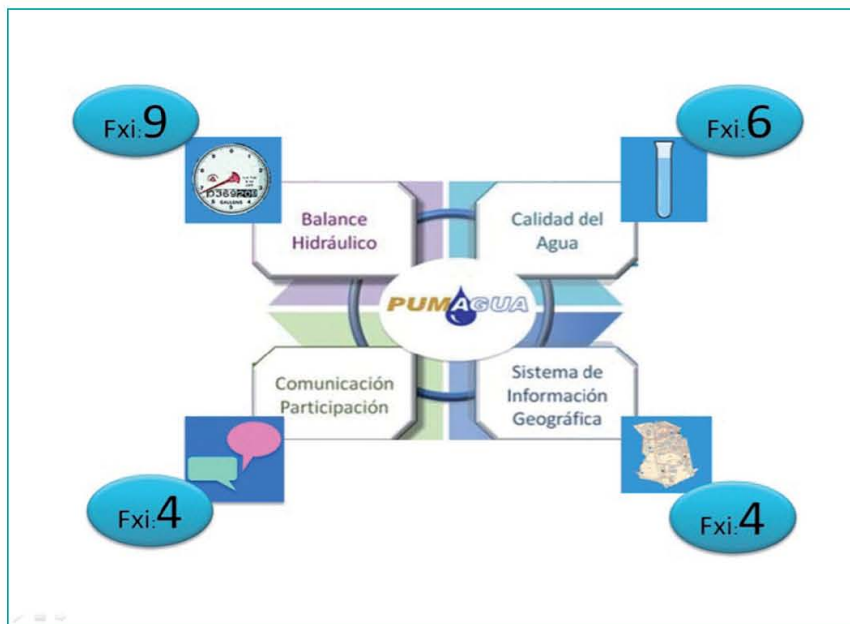 Fxi:9
Fxi:6
Balance
Hidráulico
Calidad del
Agua
PUMAGUA
Comunicación
Participación
Sistema de
Información
Geográfica
Fxi:4
Fxi:4